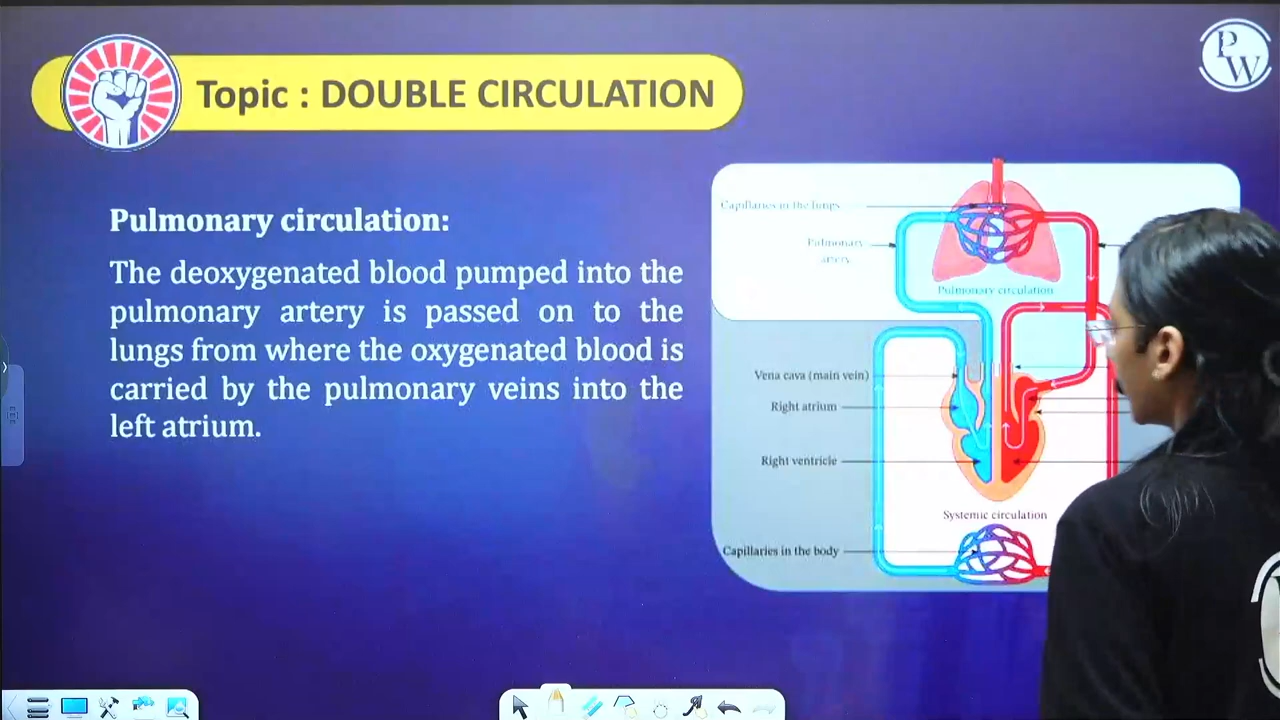 PW
Topic : DOUBLE CIRCULATION
Pulmonary circulation:
The deoxygenated blood pumped into the
pulmonary artery is passed on to the
lungs from where the oxygenated blood is
carried by the pulmonary veins into the
left atrium.
Capillaries in the lungs
Pulmonary
artery
Pulmonary circulation
Vena cava (main vein)
Right atrium
Right ventricle
Systemic circulation
Capillaries in the body